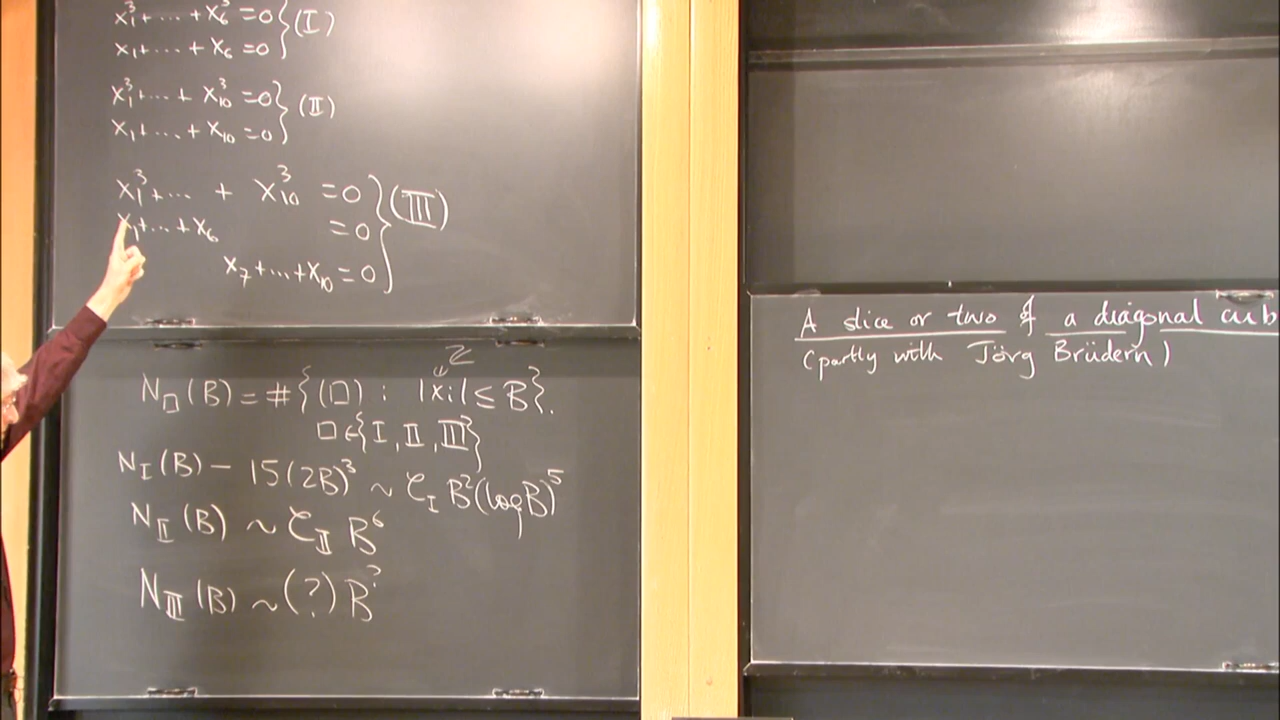 x₁³+⋯+x₆³=0 } (I)
x₁+⋯+x₆=0
x₁³+⋯+x₁₀³=0 } (II)
x₁+⋯+x₁₀=0
x₁³+⋯ + x₁₀³ =0 } (III)
x₁+⋯+x₆ =0
x₇+⋯+x₁₀=0
ℤ
N_□(B)=#{(□) : |xᵢ|≤B}.
□∈{I, II, III}
N_I(B) − 15(2B)³ ~ C_I B²(log B)⁵
N_II(B) ~ C_II B⁶
N_III(B) ~ (?) B^?
A slice or two of a diagonal cub
(partly with Jörg Brüdern)